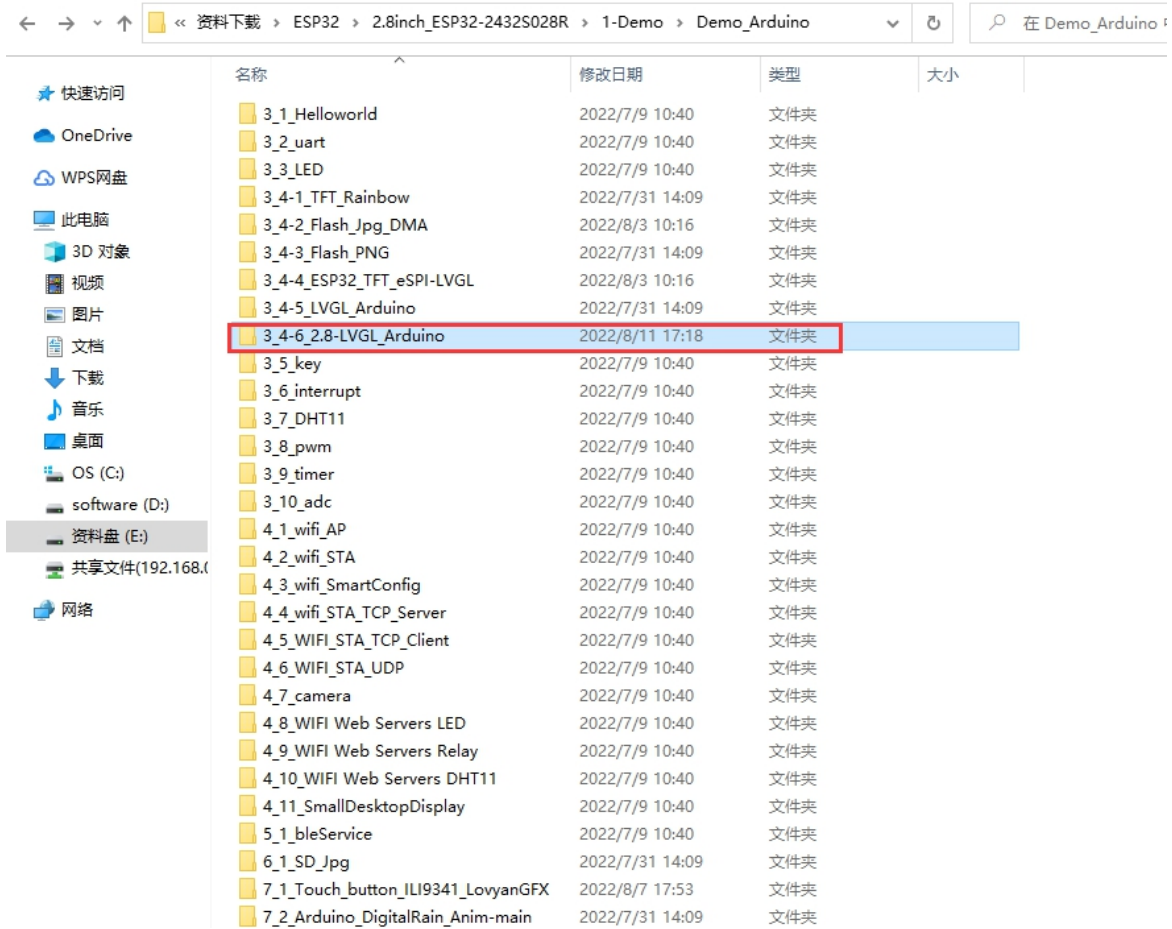 « 资料下载 › ESP32 › 2.8inch_ESP32-2432S028R › 1-Demo › Demo_Arduino
在 Demo_Arduino
名称 修改日期 类型 大小
快速访问
OneDrive
WPS网盘
此电脑
3D 对象
视频
图片
文档
下载
音乐
桌面
OS (C:)
software (D:)
资料盘 (E:)
共享文件(192.168.
网络
3_1_Helloworld 2022/7/9 10:40 文件夹
3_2_uart 2022/7/9 10:40 文件夹
3_3_LED 2022/7/9 10:40 文件夹
3_4-1_TFT_Rainbow 2022/7/31 14:09 文件夹
3_4-2_Flash_Jpg_DMA 2022/8/3 10:16 文件夹
3_4-3_Flash_PNG 2022/7/31 14:09 文件夹
3_4-4_ESP32_TFT_eSPI-LVGL 2022/8/3 10:16 文件夹
3_4-5_LVGL_Arduino 2022/7/31 14:09 文件夹
3_4-6_2.8-LVGL_Arduino 2022/8/11 17:18 文件夹
3_5_key 2022/7/9 10:40 文件夹
3_6_interrupt 2022/7/9 10:40 文件夹
3_7_DHT11 2022/7/9 10:40 文件夹
3_8_pwm 2022/7/9 10:40 文件夹
3_9_timer 2022/7/9 10:40 文件夹
3_10_adc 2022/7/9 10:40 文件夹
4_1_wifi_AP 2022/7/9 10:40 文件夹
4_2_wifi_STA 2022/7/9 10:40 文件夹
4_3_wifi_SmartConfig 2022/7/9 10:40 文件夹
4_4_wifi_STA_TCP_Server 2022/7/9 10:40 文件夹
4_5_WIFI_STA_TCP_Client 2022/7/9 10:40 文件夹
4_6_WIFI_STA_UDP 2022/7/9 10:40 文件夹
4_7_camera 2022/7/9 10:40 文件夹
4_8_WIFI Web Servers LED 2022/7/9 10:40 文件夹
4_9_WIFI Web Servers Relay 2022/7/9 10:40 文件夹
4_10_WIFI Web Servers DHT11 2022/7/9 10:40 文件夹
4_11_SmallDesktopDisplay 2022/7/9 10:40 文件夹
5_1_bleService 2022/7/9 10:40 文件夹
6_1_SD_Jpg 2022/7/31 14:09 文件夹
7_1_Touch_button_ILI9341_LovyanGFX 2022/8/7 17:53 文件夹
7_2_Arduino_DigitalRain_Anim-main 2022/7/31 14:09 文件夹